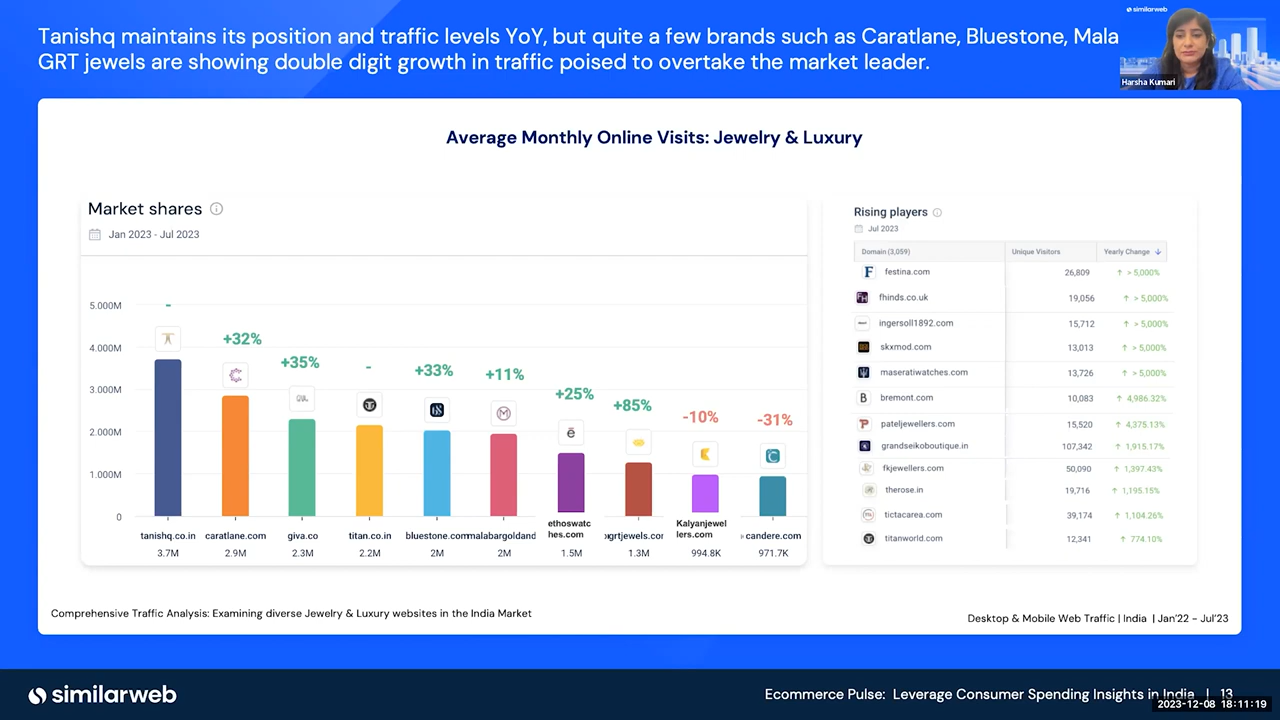 similarweb
Tanishq maintains its position and traffic levels YoY, but quite a few brands such as Caratlane, Bluestone, Mala
GRT jewels are showing double digit growth in traffic poised to overtake the market leader.
Harsha Kumari
Average Monthly Online Visits: Jewelry & Luxury
Market shares
Jan 2023 - Jul 2023
5.000M
4.000M
3.000M
2.000M
1.000M
0
-
+32%
+35%
-
+33%
+11%
+25%
+85%
-10%
-31%
tanishq.co.in
3.7M
caratlane.com
2.9M
giva.co
2.3M
titan.co.in
2.2M
bluestone.com
2M
malabargoldand
2M
ethoswatc
hes.com
1.5M
grtjewels.cor
1.3M
Kalyanjewel
lers.com
994.8K
candere.com
971.7K
Rising players
Jul 2023
Domain (3,059) Unique Visitors Yearly Change ↓
festina.com 26,809 ↑ > 5,000%
fhinds.co.uk 19,056 ↑ > 5,000%
ingersoll1892.com 15,712 ↑ > 5,000%
skxmod.com 13,013 ↑ > 5,000%
maseratiwatches.com 13,726 ↑ > 5,000%
bremont.com 10,083 ↑ 4,986.32%
pateljewellers.com 15,520 ↑ 4,375.13%
grandseikoboutique.in 107,342 ↑ 1,915.17%
fkjewellers.com 50,090 ↑ 1,397.43%
therose.in 19,716 ↑ 1,195.15%
tictacarea.com 39,174 ↑ 1,104.26%
titanworld.com 12,341 ↑ 774.10%
Comprehensive Traffic Analysis: Examining diverse Jewelry & Luxury websites in the India Market
Desktop & Mobile Web Traffic | India | Jan'22 - Jul'23
similarweb
Ecommerce Pulse: Leverage Consumer Spending Insights in India | 13
2023-12-08 18:11:19